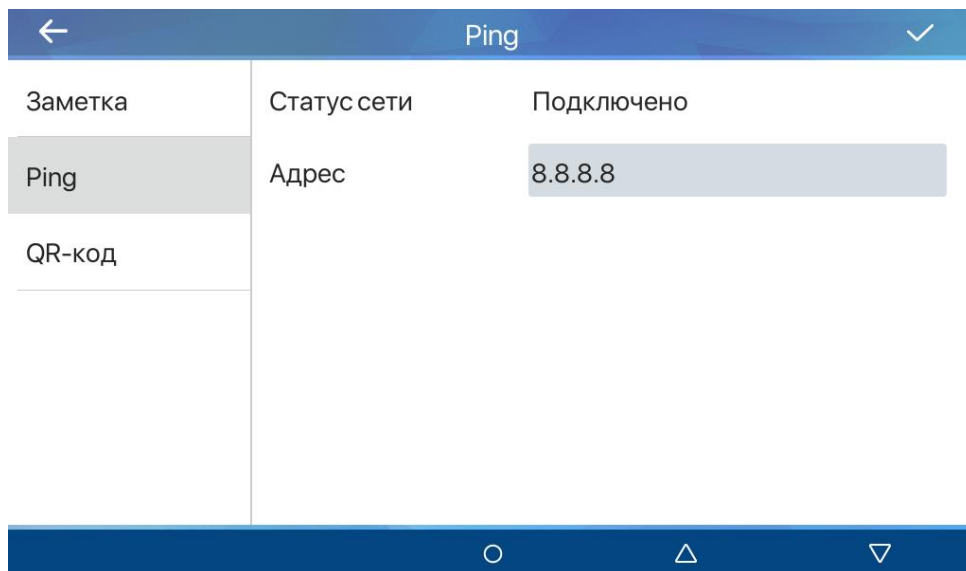 Ping
Заметка
Ping
QR-код
Статус сети Подключено
Адрес 8.8.8.8